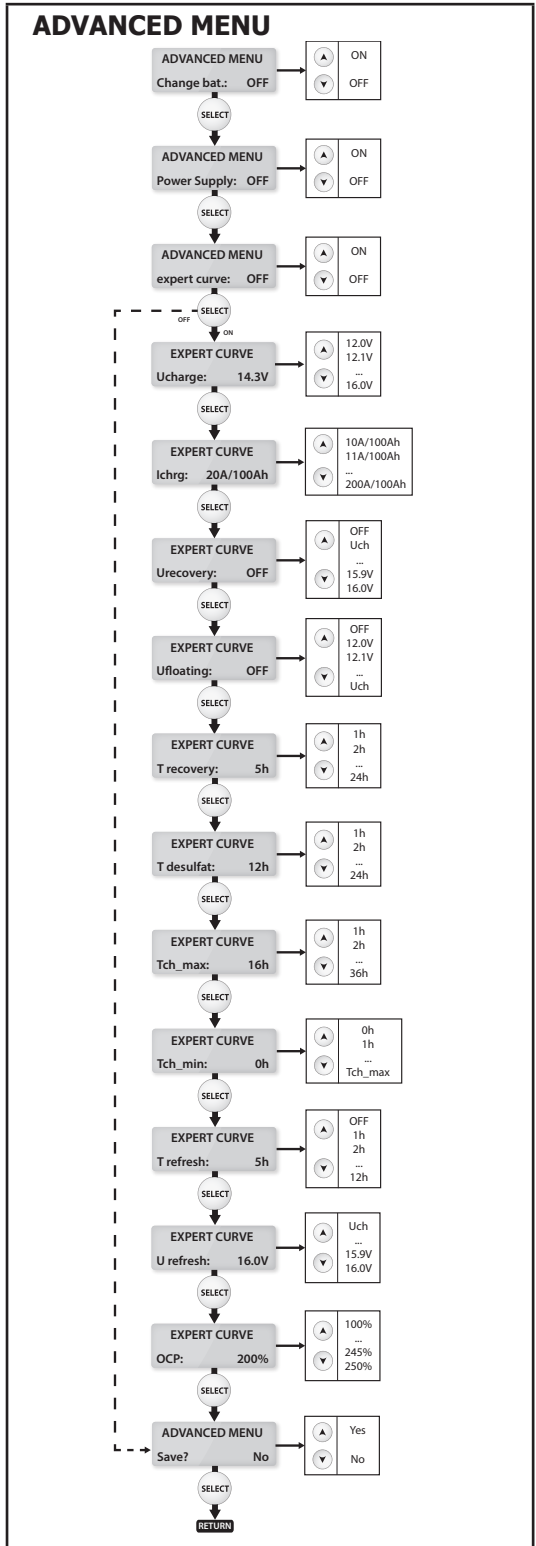 ADVANCED MENU
ADVANCED MENU
Change bat.: OFF
ON
OFF
SELECT
ADVANCED MENU
Power Supply: OFF
ON
OFF
SELECT
ADVANCED MENU
expert curve: OFF
ON
OFF
SELECT
OFF
ON
EXPERT CURVE
Ucharge: 14.3V
12.0V
12.1V
...
16.0V
SELECT
EXPERT CURVE
Ichrg: 20A/100Ah
10A/100Ah
11A/100Ah
...
200A/100Ah
SELECT
EXPERT CURVE
Urecovery: OFF
OFF
Uch
...
15.9V
16.0V
SELECT
EXPERT CURVE
Ufloating: OFF
OFF
12.0V
12.1V
...
Uch
SELECT
EXPERT CURVE
T recovery: 5h
1h
2h
...
24h
SELECT
EXPERT CURVE
T desulfat: 12h
1h
2h
...
24h
SELECT
EXPERT CURVE
Tch_max: 16h
1h
2h
...
36h
SELECT
EXPERT CURVE
Tch_min: 0h
0h
1h
...
Tch_max
SELECT
EXPERT CURVE
T refresh: 5h
OFF
1h
2h
...
12h
SELECT
EXPERT CURVE
U refresh: 16.0V
Uch
...
15.9V
16.0V
SELECT
EXPERT CURVE
OCP: 200%
100%
...
245%
250%
SELECT
ADVANCED MENU
Save? No
Yes
No
SELECT
RETURN